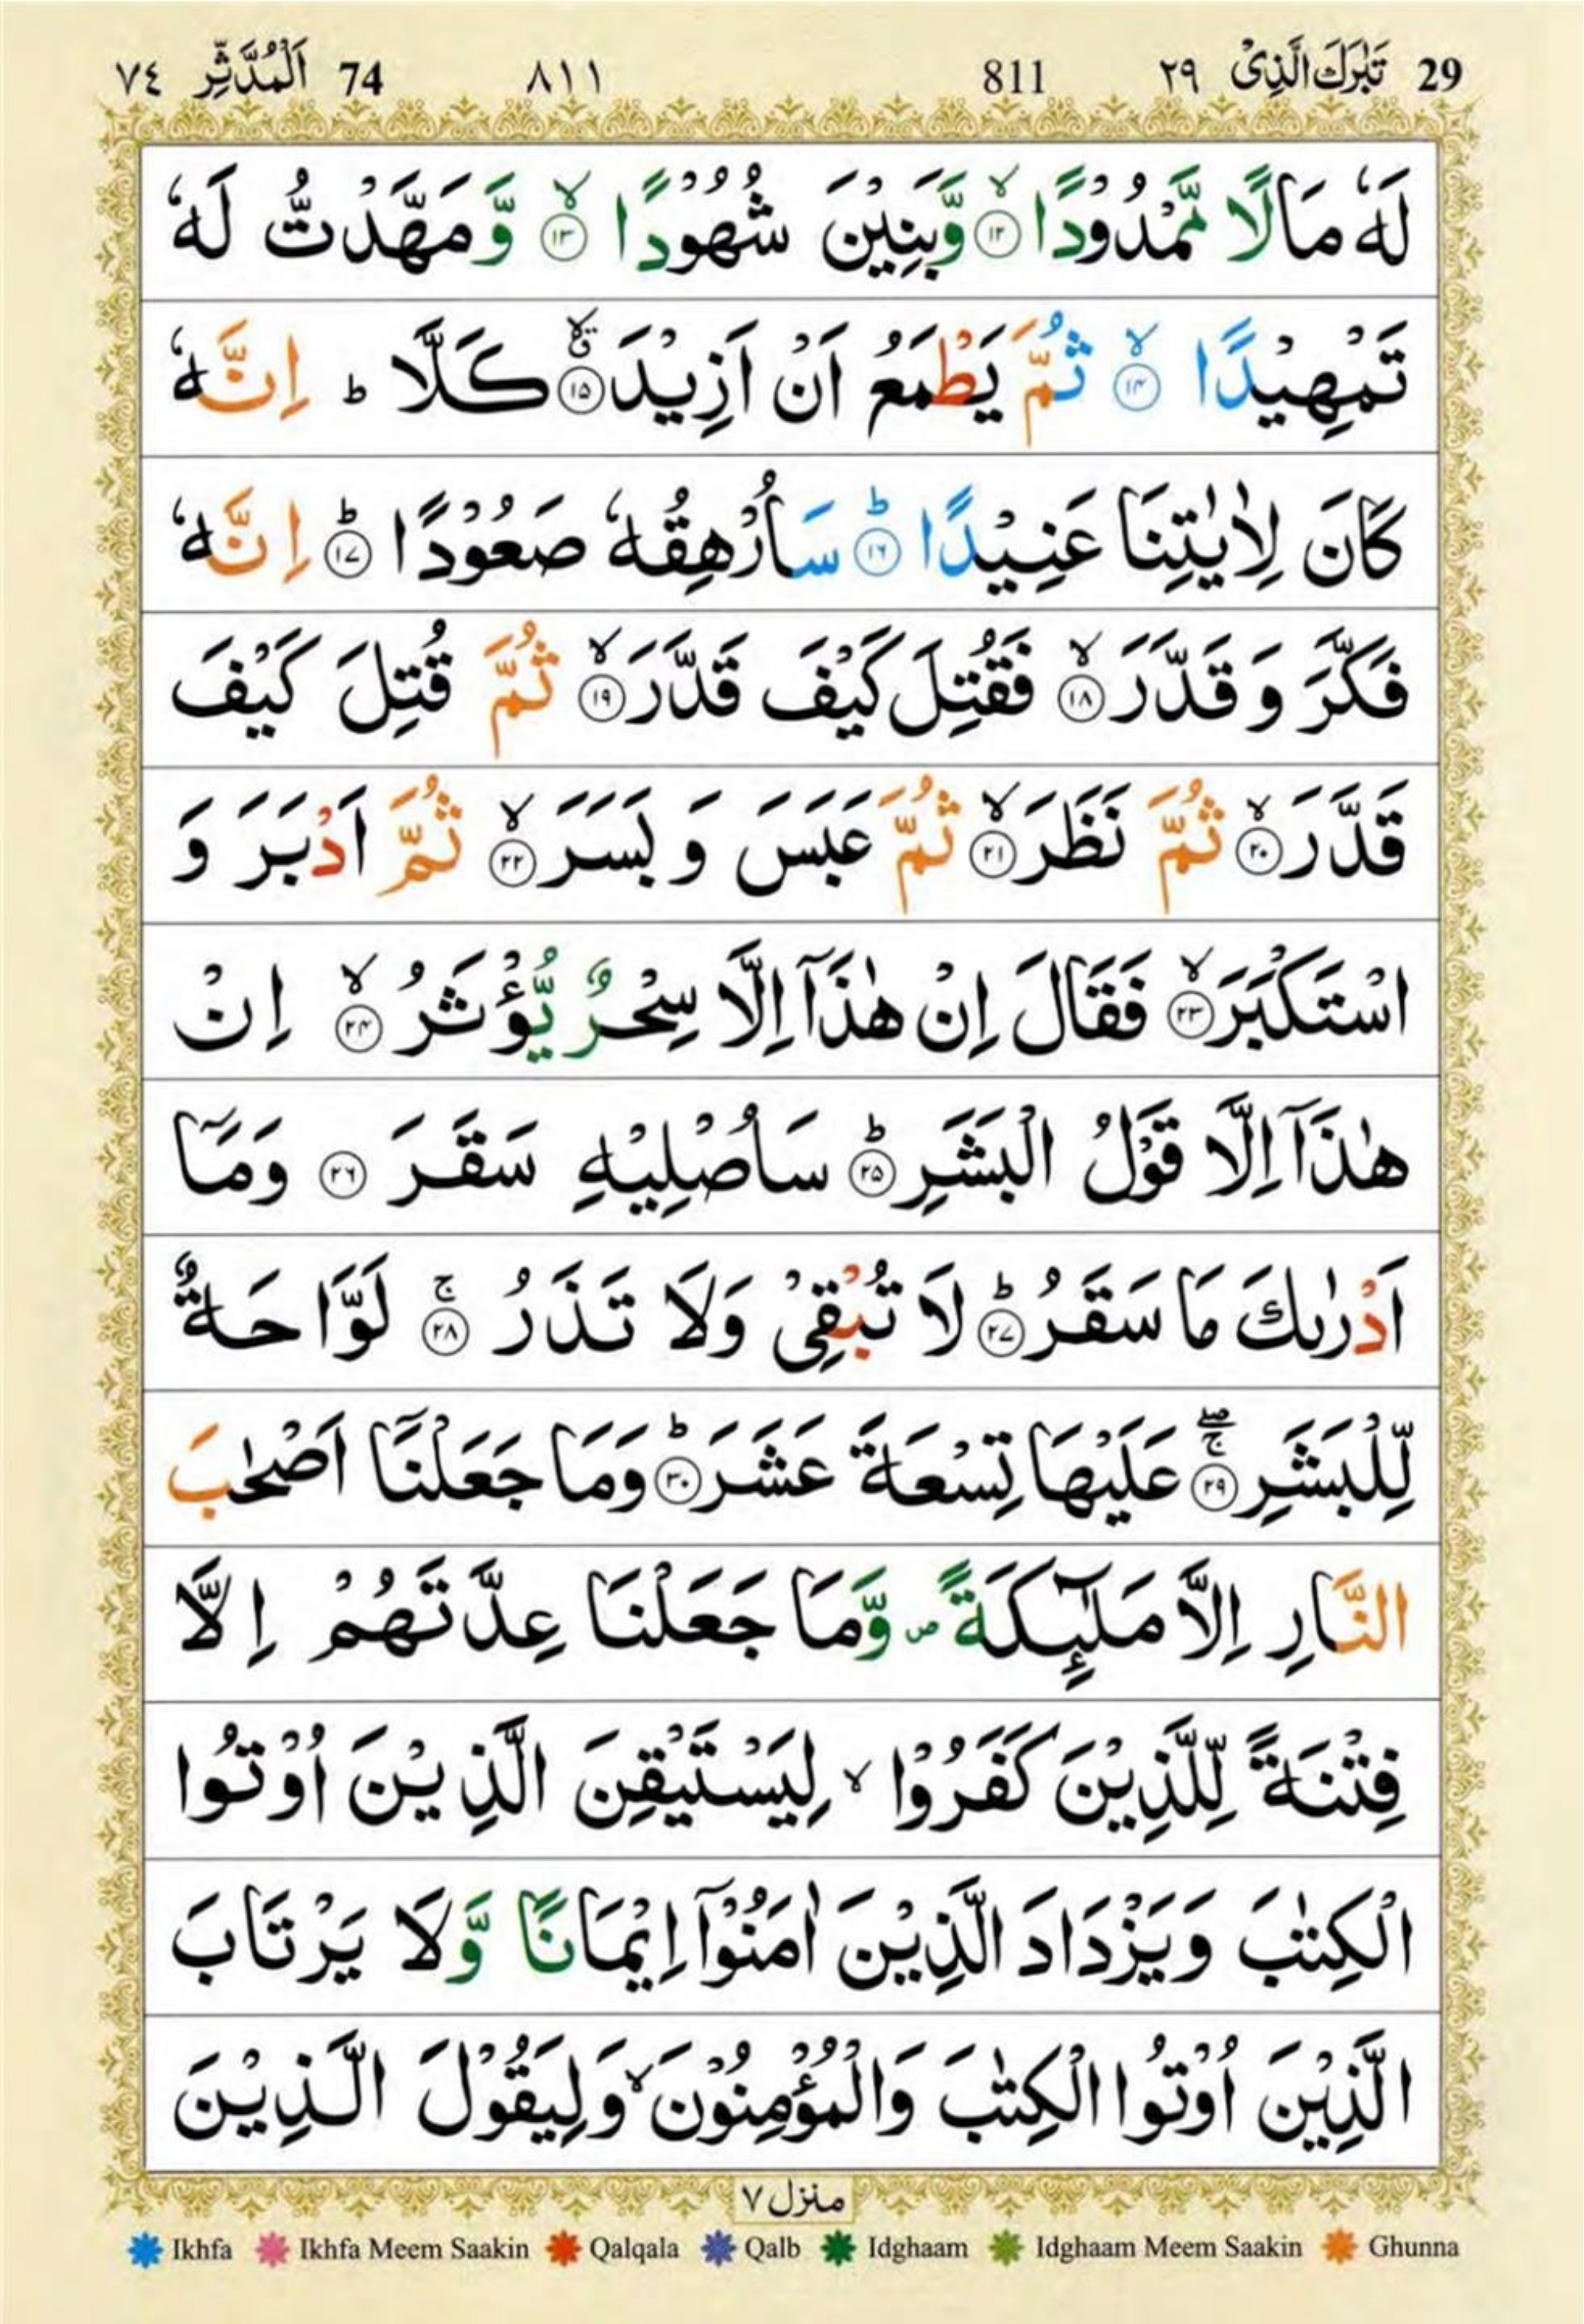 29 تَبٰرَكَ الَّذِیْ ٢٩ 811 ٨١١ 74 اَلْمُدَّثِّر ٧٤
لَهٗ مَالًا مَّمْدُوْدًا ۙ‏﴿۱۲﴾ وَّبَنِیْنَ شُهُوْدًا ۙ‏﴿۱۳﴾ وَّمَهَّدْتُّ لَهٗ
تَمْهِیْدًا ۙ‏﴿۱۴﴾ ثُمَّ یَطْمَعُ اَنْ اَزِیْدَ ۗۙ‏﴿۱۵﴾ كَلَّا ؕ اِنَّهٗ
كَانَ لِاٰیٰتِنَا عَنِیْدًا ؕ‏﴿۱۶﴾ سَاُرْهِقُهٗ صَعُوْدًا ؕ‏﴿۱۷﴾ اِنَّهٗ
فَكَّرَ وَ قَدَّرَ ۙ‏﴿۱۸﴾ فَقُتِلَ كَیْفَ قَدَّرَ ۙ‏﴿۱۹﴾ ثُمَّ قُتِلَ كَیْفَ
قَدَّرَ ۙ‏﴿۲۰﴾ ثُمَّ نَظَرَ ۙ‏﴿۲۱﴾ ثُمَّ عَبَسَ وَ بَسَرَ ۙ‏﴿۲۲﴾ ثُمَّ اَدْبَرَ وَ
اسْتَكْبَرَ ۙ‏﴿۲۳﴾ فَقَالَ اِنْ هٰذَاۤ اِلَّا سِحْرٌ یُّؤْثَرُ ۙ‏﴿۲۴﴾ اِنْ
هٰذَاۤ اِلَّا قَوْلُ الْبَشَرِ ؕ‏﴿۲۵﴾ سَاُصْلِیْهِ سَقَرَ ‏﴿۲۶﴾ وَمَاۤ
اَدْرٰىكَ مَا سَقَرُ ؕ‏﴿۲۷﴾ لَا تُبْقِیْ وَلَا تَذَرُ ۚ‏﴿۲۸﴾ لَوَّاحَةٌ
لِّلْبَشَرِ ۚۖ‏﴿۲۹﴾ عَلَیْهَا تِسْعَةَ عَشَرَ ؕ‏﴿۳۰﴾ وَمَا جَعَلْنَاۤ اَصْحٰبَ
النَّارِ اِلَّا مَلٰٓئِكَةً ۪ وَّمَا جَعَلْنَا عِدَّتَهُمْ اِلَّا
فِتْنَةً لِّلَّذِیْنَ كَفَرُوْا ۙ لِیَسْتَیْقِنَ الَّذِیْنَ اُوْتُوا
الْكِتٰبَ وَیَزْدَادَ الَّذِیْنَ اٰمَنُوْۤا اِیْمَانًا وَّلَا یَرْتَابَ
الَّذِیْنَ اُوْتُوا الْكِتٰبَ وَالْمُؤْمِنُوْنَ ۙ وَلِیَقُوْلَ الَّذِیْنَ
منزل ٧
Ikhfa Ikhfa Meem Saakin Qalqala Qalb Idghaam Idghaam Meem Saakin Ghunna